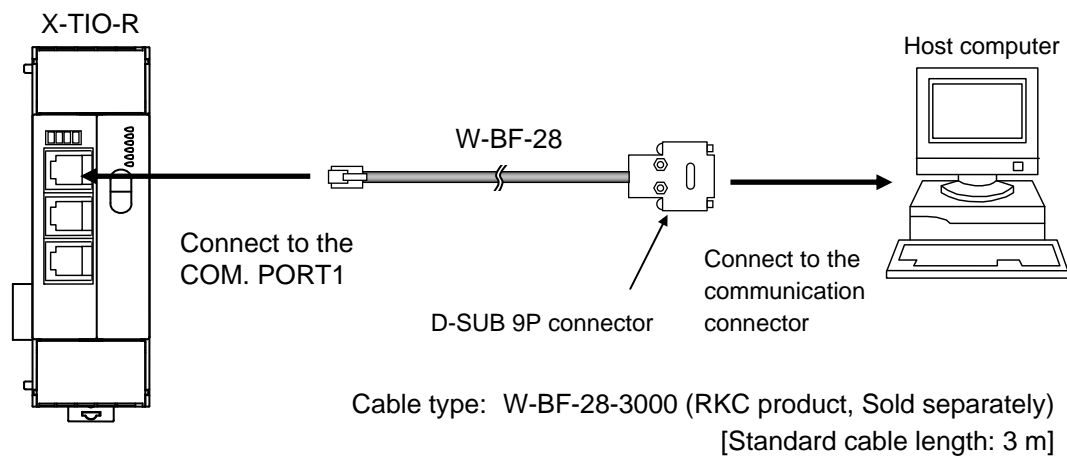 X-TIO-R
Host computer
W-BF-28
Connect to the
COM. PORT1
D-SUB 9P connector
Connect to the
communication
connector
Cable type: W-BF-28-3000 (RKC product, Sold separately)
[Standard cable length: 3 m]